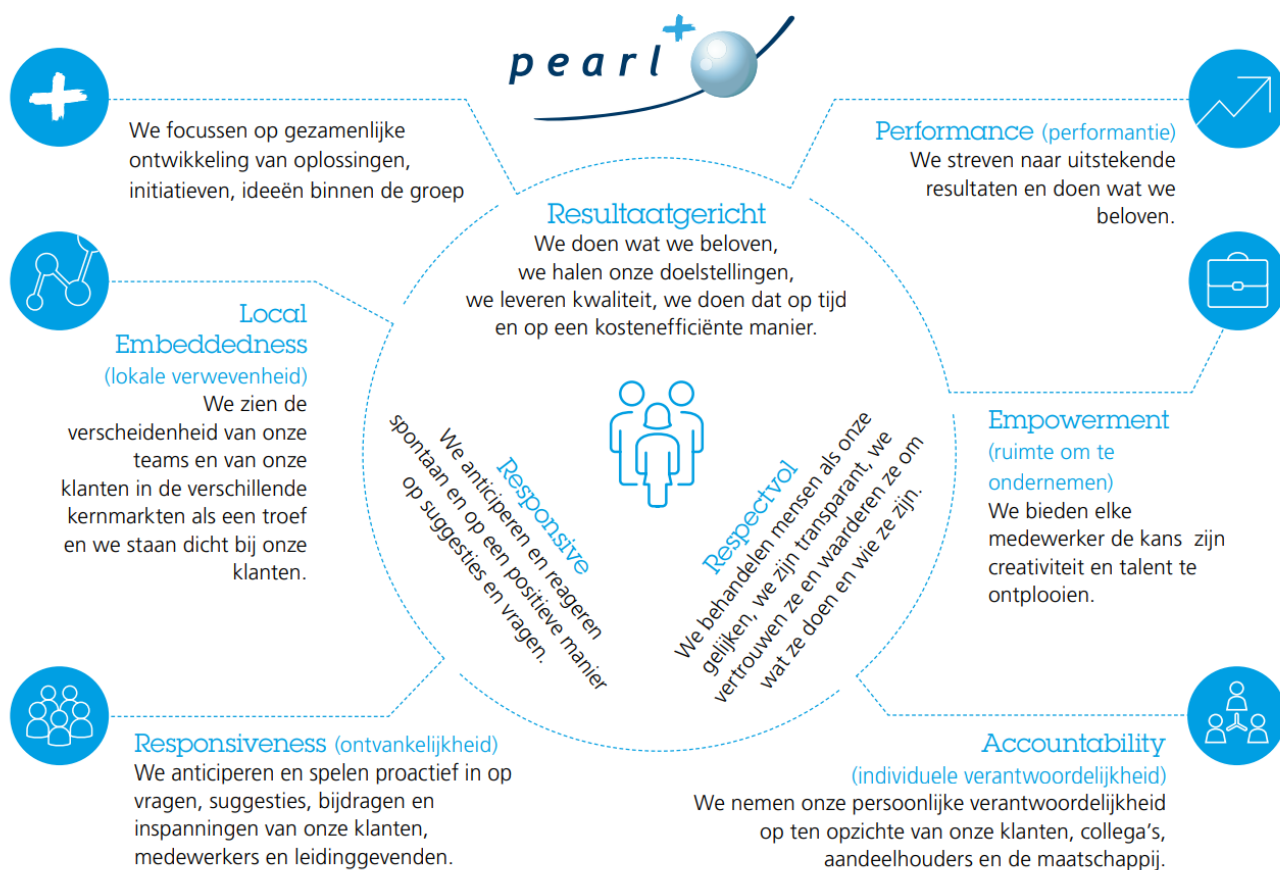 pearl+
We focussen op gezamenlijke
ontwikkeling van oplossingen,
initiatieven, ideeën binnen de groep
Performance (performantie)
We streven naar uitstekende
resultaten en doen wat we
beloven.
Resultaatgericht
We doen wat we beloven,
we halen onze doelstellingen,
we leveren kwaliteit, we doen dat op tijd
en op een kostenefficiënte manier.
Local
Embeddedness
(lokale verwevenheid)
We zien de
verscheidenheid van onze
teams en van onze
klanten in de verschillende
kernmarkten als een troef
en we staan dicht bij onze
klanten.
Responsive
We anticiperen en reageren
spontaan en op een positieve manier
op suggesties en vragen.
Respectvol
We behandelen mensen als onze
gelijken, we zijn transparant, we
vertrouwen ze en waarderen ze om
wat ze doen en wie ze zijn.
Empowerment
(ruimte om te
ondernemen)
We bieden elke
medewerker de kans zijn
creativiteit en talent te
ontplooien.
Responsiveness (ontvankelijkheid)
We anticiperen en spelen proactief in op
vragen, suggesties, bijdragen en
inspanningen van onze klanten,
medewerkers en leidinggevenden.
Accountability
(individuele verantwoordelijkheid)
We nemen onze persoonlijke verantwoordelijkheid
op ten opzichte van onze klanten, collega's,
aandeelhouders en de maatschappij.